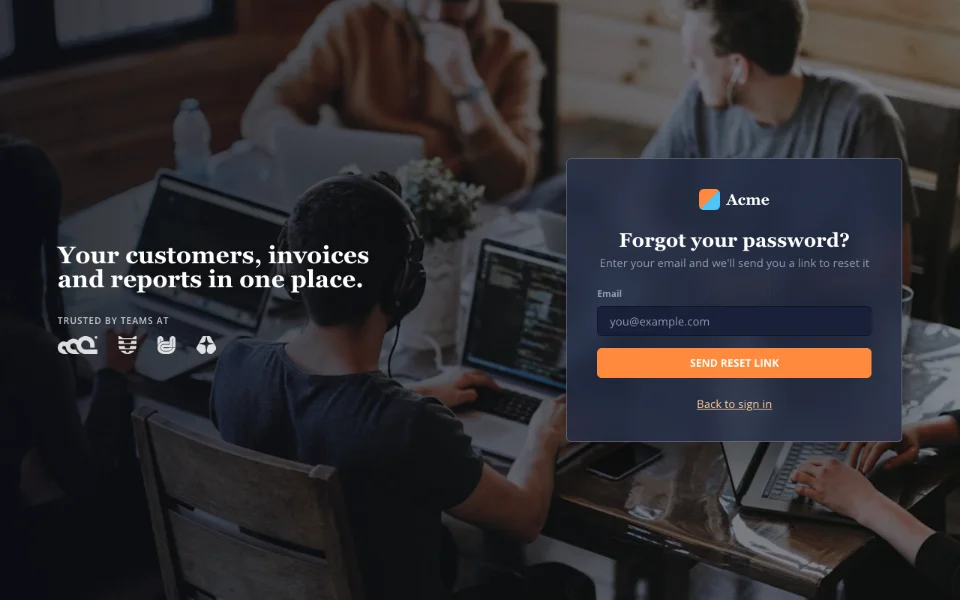 Your customers, invoices
and reports in one place.
TRUSTED BY TEAMS AT
Acme
Forgot your password?
Enter your email and we'll send you a link to reset it
Email
you@example.com
SEND RESET LINK
Back to sign in